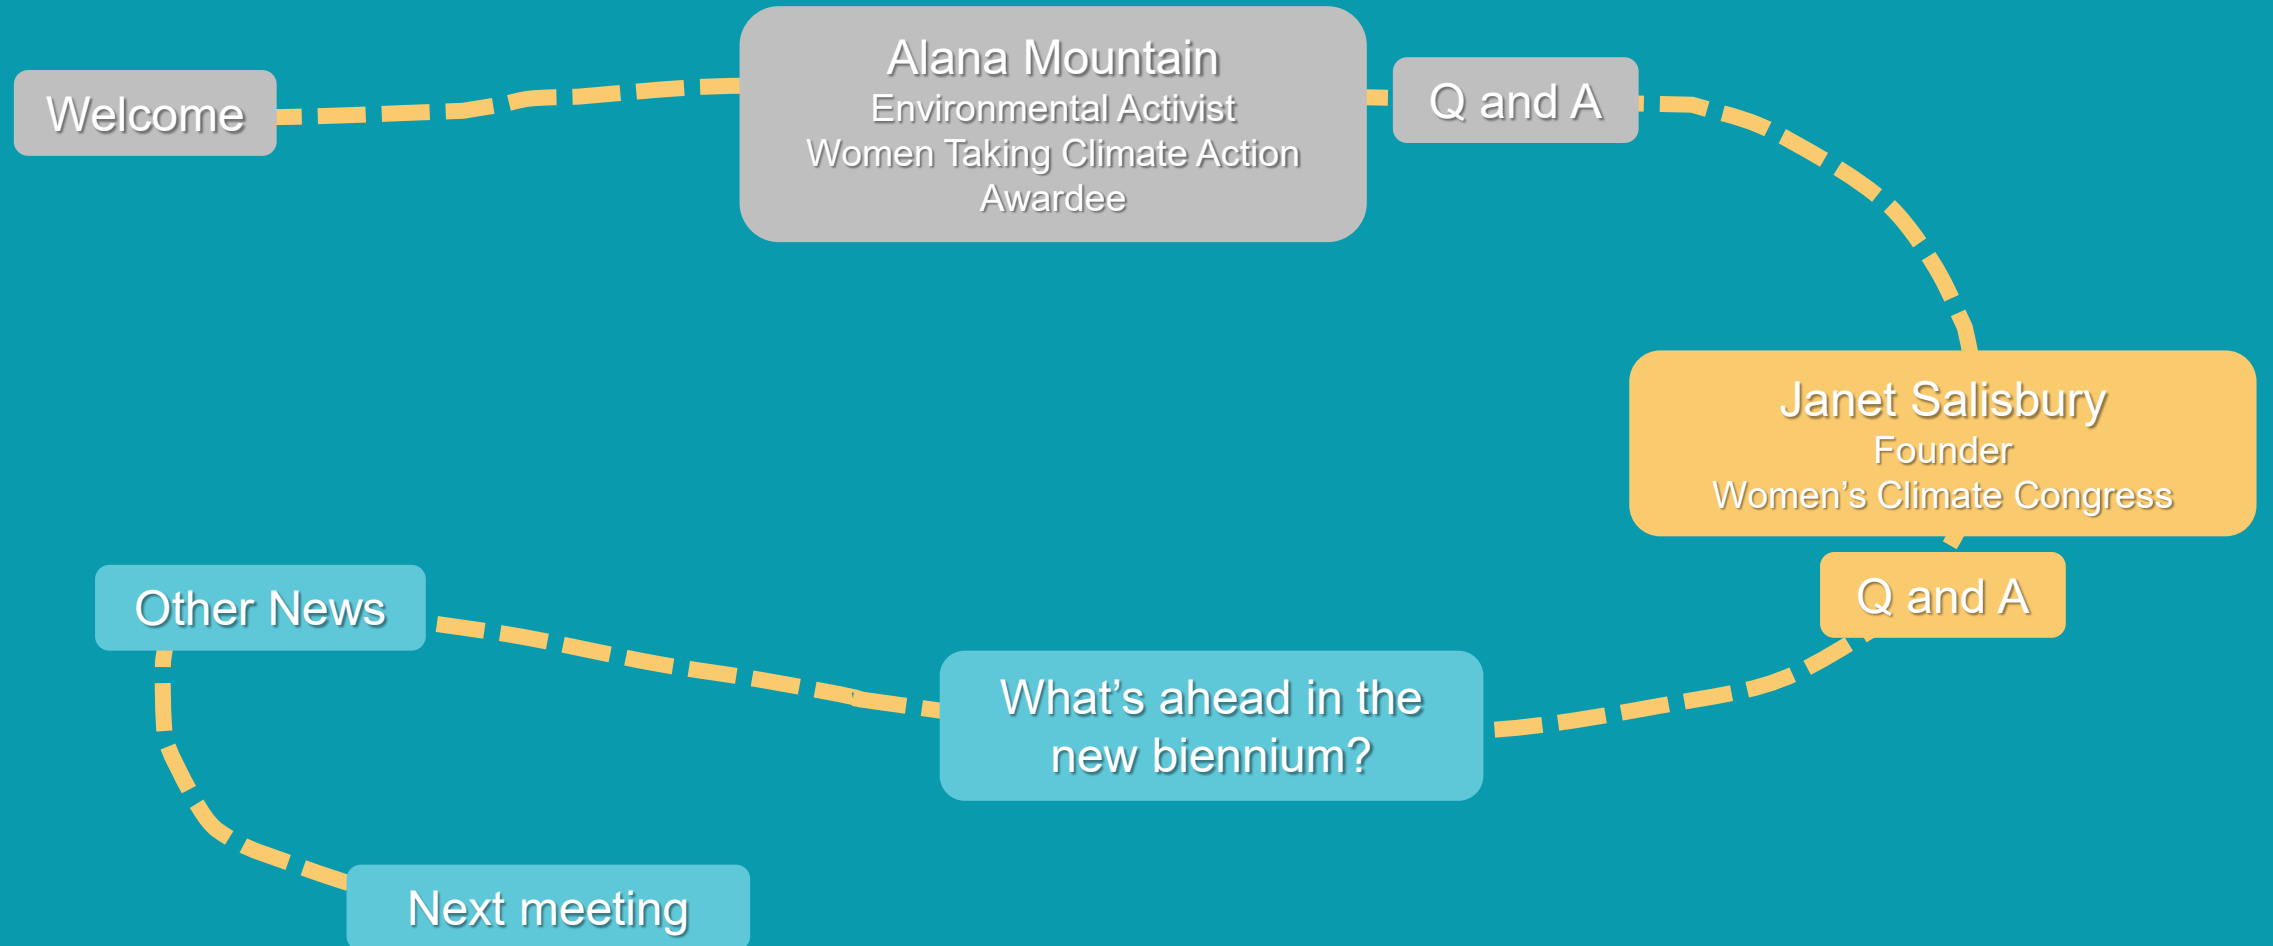 Welcome
Alana Mountain
Environmental Activist
Women Taking Climate Action
Awardee
Q and A
Janet Salisbury
Founder
Women’s Climate Congress
Q and A
What’s ahead in the
new biennium?
Other News
Next meeting